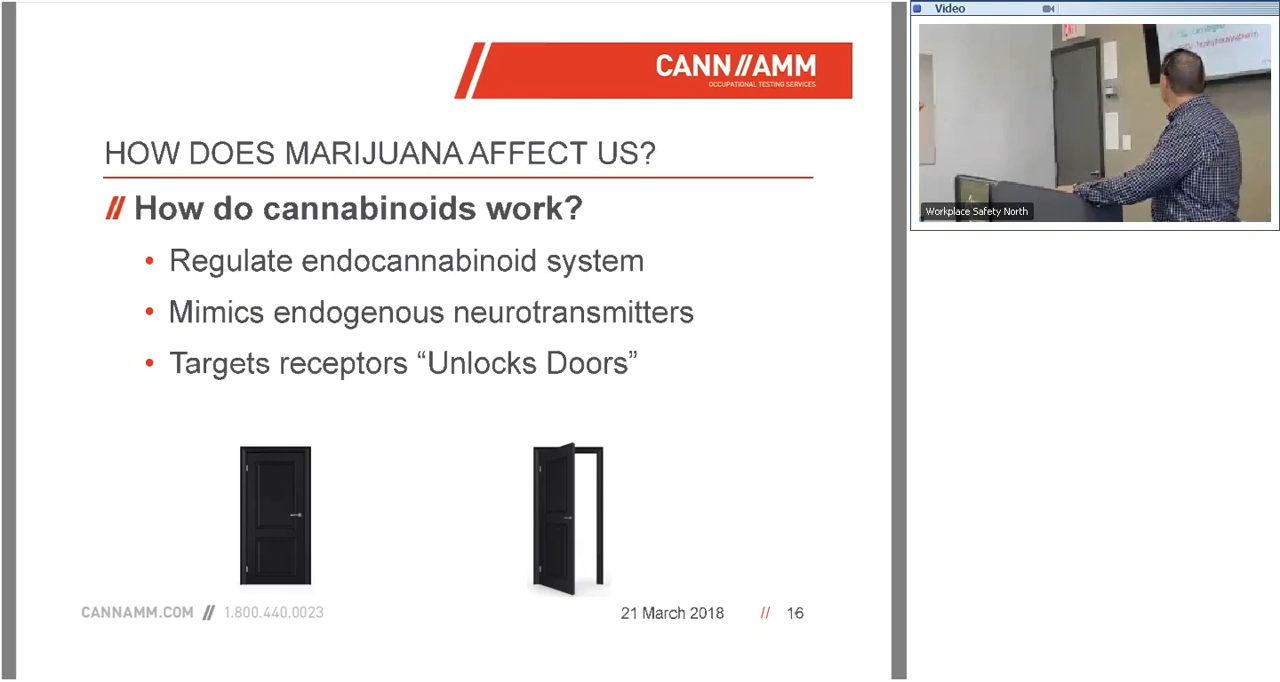 CANN//AMM
OCCUPATIONAL TESTING SERVICES
HOW DOES MARIJUANA AFFECT US?
// How do cannabinoids work?
• Regulate endocannabinoid system
• Mimics endogenous neurotransmitters
• Targets receptors “Unlocks Doors”
CANNAMM.COM // 1.800.440.0023
21 March 2018 // 16
Video
Workplace Safety North